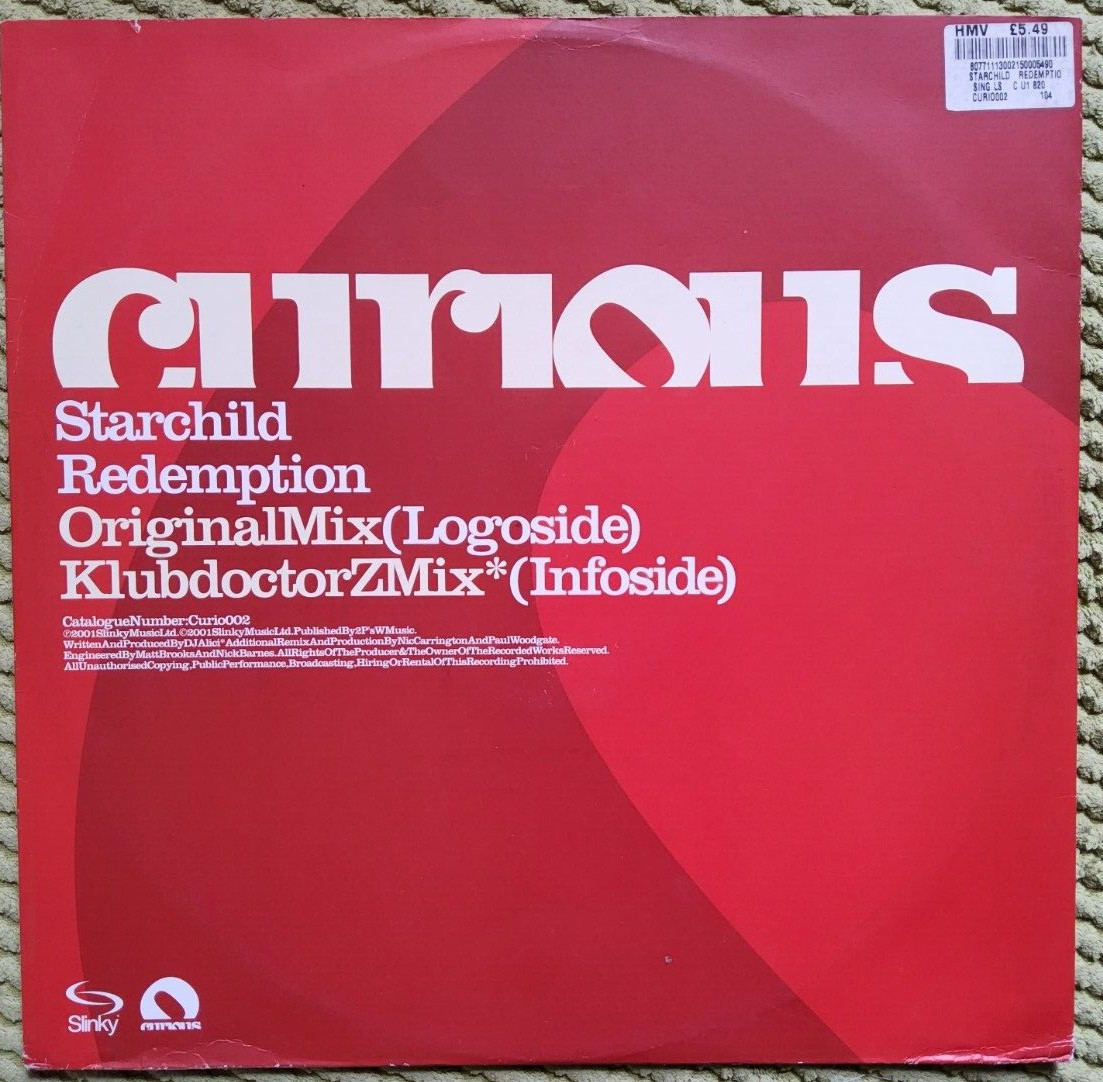 HMV £5.49
80771113002150005490
STARCHILD REDEMPTIO
SING LS C U1 820
CURIO002 104
curious
Starchild
Redemption
OriginalMix(Logoside)
KlubdoctorZMix*(Infoside)
CatalogueNumber:Curio002
℗2001SlinkyMusicLtd.©2001SlinkyMusicLtd.PublishedBy2P'sWMusic.
WrittenAndProducedByDJAlici*AdditionalRemixAndProductionByNicCarringtonAndPaulWoodgate.
EngineeredByMattBrooksAndNickBarnes.AllRightsOfTheProducer&TheOwnerOfTheRecordedWorksReserved.
AllUnauthorisedCopying,PublicPerformance,Broadcasting,HiringOrRentalOfThisRecordingProhibited.
Slinky
curious